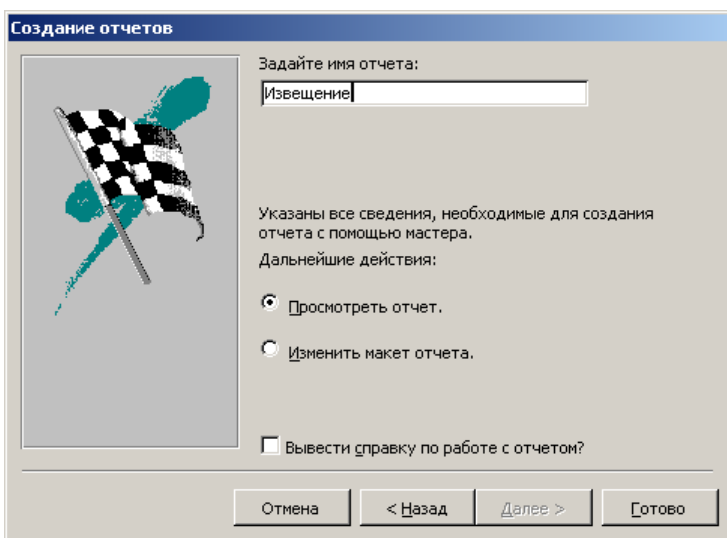 Создание отчетов
Задайте имя отчета:
Извещение
Указаны все сведения, необходимые для создания
отчета с помощью мастера.
Дальнейшие действия:
Просмотреть отчет.
Изменить макет отчета.
Вывести справку по работе с отчетом?
Отмена < Назад Далее > Готово